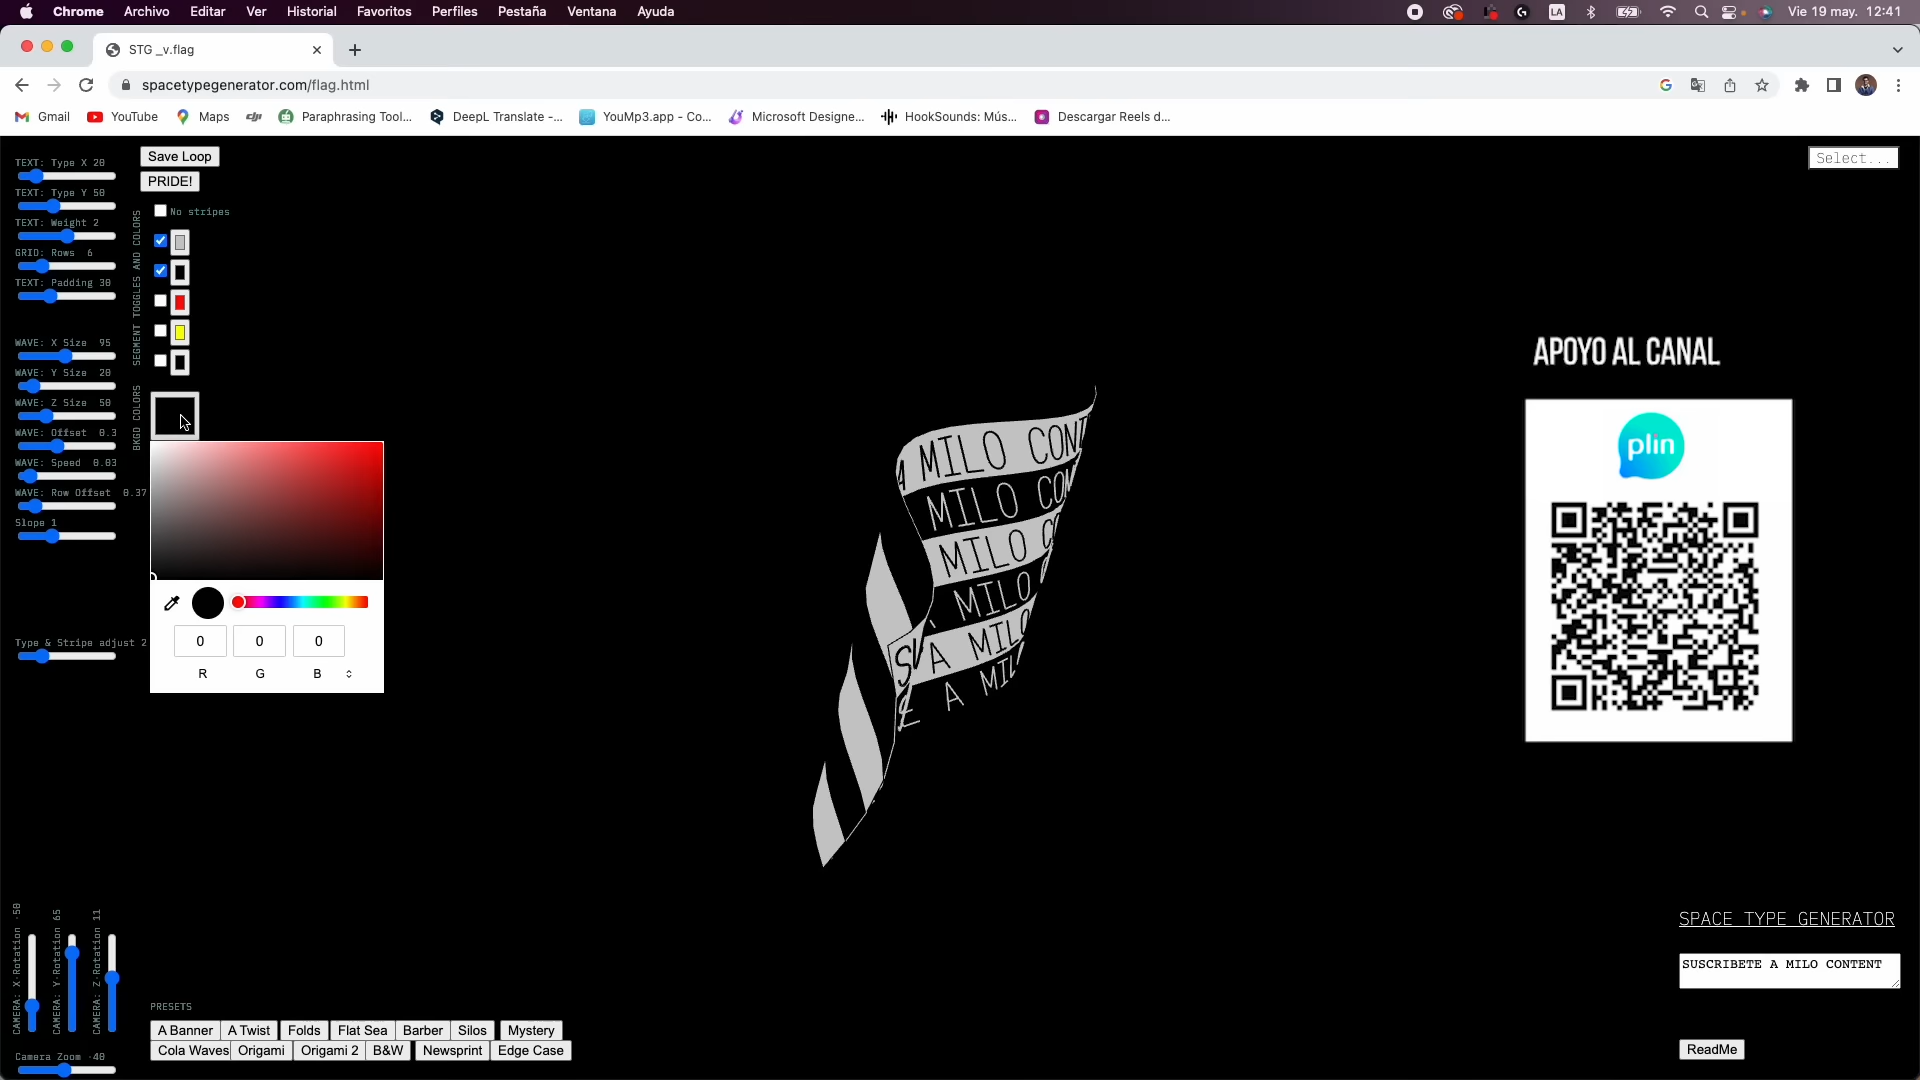 Chrome Archivo Editar Ver Historial Favoritos Perfiles Pestaña Ventana Ayuda
LA Vie 19 may. 12:41
STG _v.flag
spacetypegenerator.com/flag.html
Gmail YouTube Maps Paraphrasing Tool... DeepL Translate -... YouMp3.app - Co... Microsoft Designe... HookSounds: Mús... Descargar Reels d...
Save Loop
PRIDE!
Select...
TEXT: Type X 20
TEXT: Type Y 50
TEXT: Weight 2
GRID: Rows 6
TEXT: Padding 30
No stripes
SEGMENT TOGGLES AND COLORS
BKGD COLORS
WAVE: X Size 95
WAVE: Y Size 20
WAVE: Z Size 50
WAVE: Offset 0.3
WAVE: Speed 0.03
WAVE: Row Offset 0.37
Slope 1
Type & Stripe adjust 2
0 0 0
R G B
A MILO CONT
MILO CON
MILO C
MILO
SU A MILO
E A MIL
APOYO AL CANAL
plin
CAMERA: X-Rotation -50
CAMERA: Y-Rotation 65
CAMERA: Z-Rotation 11
Camera Zoom -40
PRESETS
A Banner A Twist Folds Flat Sea Barber Silos Mystery
Cola Waves Origami Origami 2 B&W Newsprint Edge Case
SPACE TYPE GENERATOR
SUSCRIBETE A MILO CONTENT
ReadMe